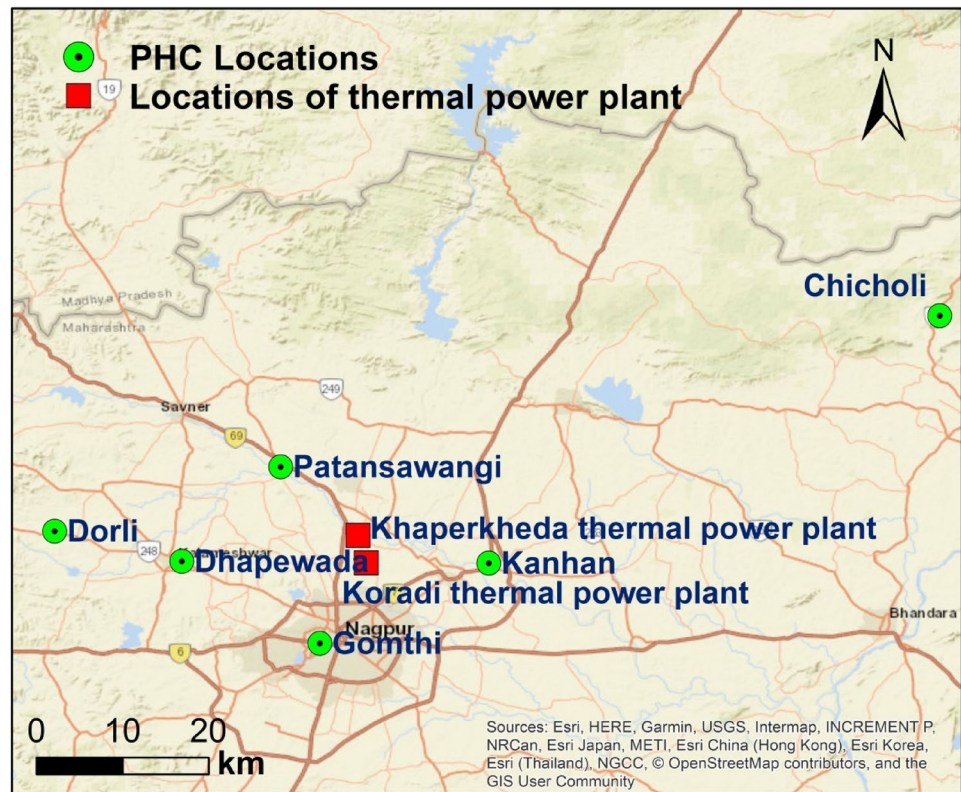 PHC Locations
Locations of thermal power plant
N
19
Madhya Pradesh
Maharashtra
Chicholi
249
Savner
69
Patansawangi
Dorli
248
Dhapewada
Khaperkheda thermal power plant
Kanhan
Koradi thermal power plant
Bhandara
Nagpur
Gomthi
6
0 10 20
km
Sources: Esri, HERE, Garmin, USGS, Intermap, INCREMENT P,
NRCan, Esri Japan, METI, Esri China (Hong Kong), Esri Korea,
Esri (Thailand), NGCC, © OpenStreetMap contributors, and the
GIS User Community